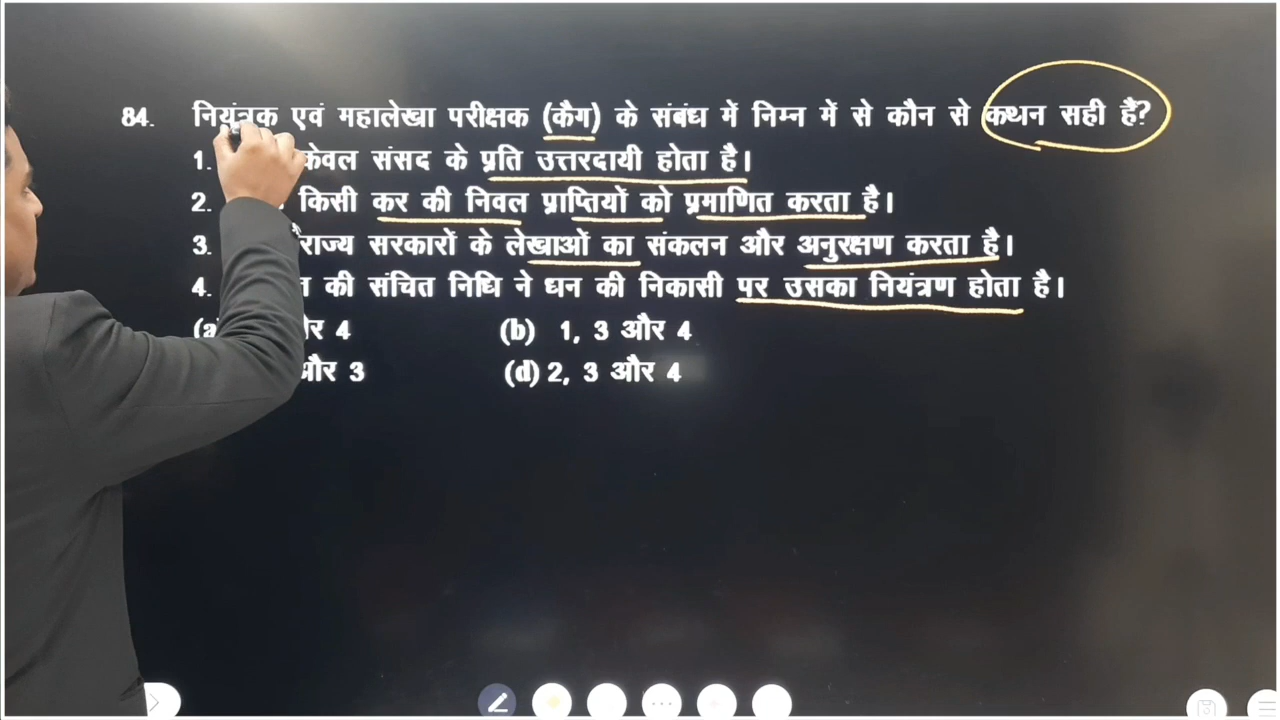 84. नियंत्रक एवं महालेखा परीक्षक (कैग) के संबंध में निम्न में से कौन से कथन सही हैं?
1. केवल संसद के प्रति उत्तरदायी होता है।
2. किसी कर की निवल प्राप्तियों को प्रमाणित करता है।
3. राज्य सरकारों के लेखाओं का संकलन और अनुरक्षण करता है।
4. की संचित निधि ने धन की निकासी पर उसका नियंत्रण होता है।
(a) 4 (b) 1, 3 और 4
और 3 (d) 2, 3 और 4